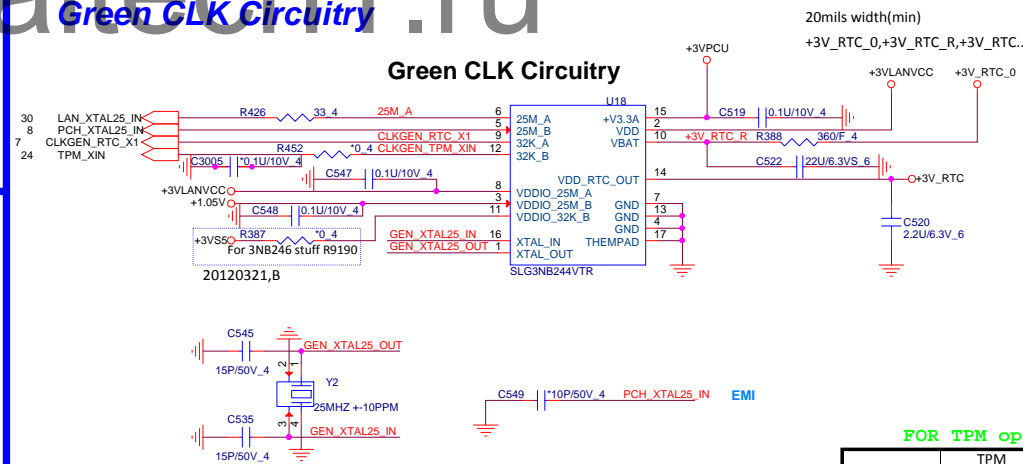 Green CLK Circuitry
20mils width(min)
+3V_RTC_0,+3V_RTC_R,+3V_RTC..
Green CLK Circuitry
+3VPCU
+3VLANVCC
+3V_RTC_0
U18
30 LAN_XTAL25_IN R426 33_4 25M_A 6 25M_A
8 PCH_XTAL25_IN 5 25M_B
7 CLKGEN_RTC_X1 CLKGEN_RTC_X1 9 32K_A
24 TPM_XIN R452 *0_4 CLKGEN_TPM_XIN 12 32K_B
15 +V3.3A C519 0.1U/10V_4
2 VDD
10 VBAT +3V_RTC_R R388 360/F_4
C522 22U/6.3VS_6
C3005 *0.1U/10V_4
C547 0.1U/10V_4
VDD_RTC_OUT 14 +3V_RTC
+3VLANVCC 8 VDDIO_25M_A
+1.05V 3 VDDIO_25M_B
C548 0.1U/10V_4 11 VDDIO_32K_B
GND 7
GND 13
GND 4
THEMPAD 17
C520
2.2U/6.3V_6
+3VS5 R387 *0_4
For 3NB246 stuff R9190
20120321,B
GEN_XTAL25_IN 16 XTAL_IN
GEN_XTAL25_OUT 1 XTAL_OUT
SLG3NB244VTR
C545
15P/50V_4
GEN_XTAL25_OUT
2 1
Y2
25MHZ +-10PPM
3 4
C535
15P/50V_4
GEN_XTAL25_IN
C549 *10P/50V_4 PCH_XTAL25_IN EMI
FOR TPM op
TPM